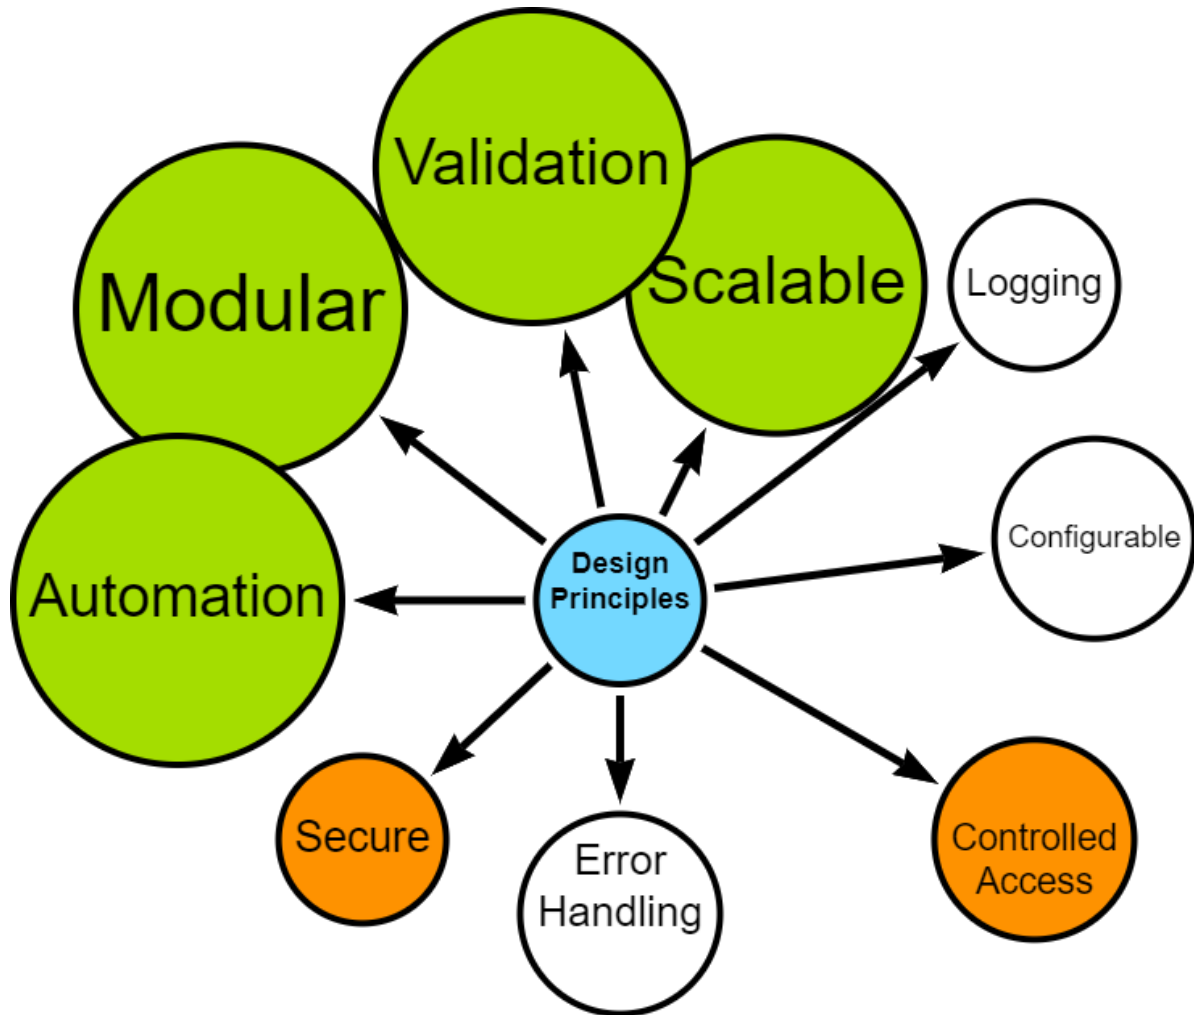 Validation
Scalable
Modular
Logging
Configurable
Design
Principles
Automation
Secure
Error
Handling
Controlled
Access